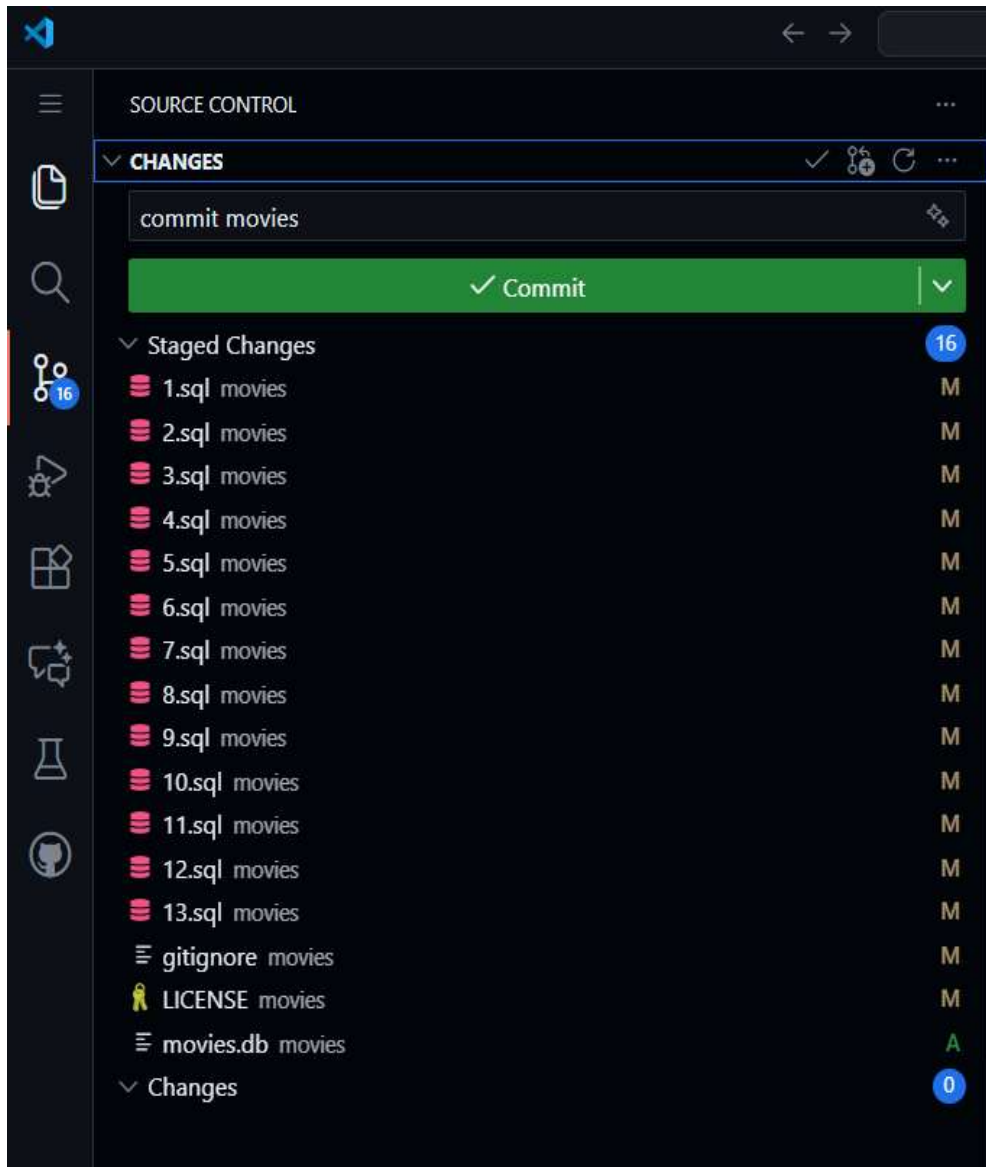 SOURCE CONTROL
CHANGES
commit movies
Commit
Staged Changes 16
16
1.sql movies M
2.sql movies M
3.sql movies M
4.sql movies M
5.sql movies M
6.sql movies M
7.sql movies M
8.sql movies M
9.sql movies M
10.sql movies M
11.sql movies M
12.sql movies M
13.sql movies M
gitignore movies M
LICENSE movies M
movies.db movies A
Changes 0